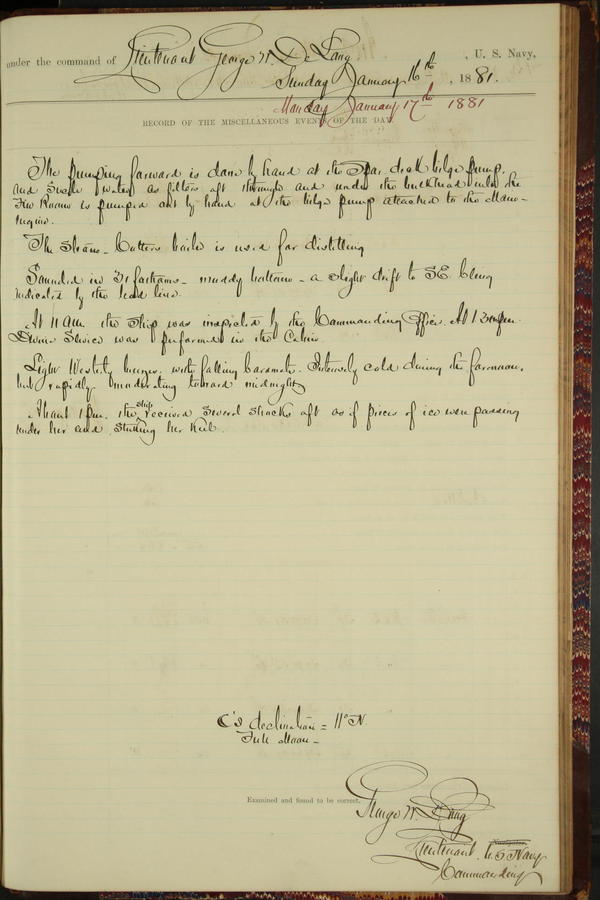 under the command of Lieutenant George W. De Long, U. S. Navy,
Sunday January 16th, 1881.
Monday January 17th 1881
RECORD OF THE MISCELLANEOUS EVENTS OF THE DAY.
The pumping forward is done by hand at the Spar deck bilge pump,
and such water as filters aft through and under the bulkhead into the
Fire Room is pumped out by hand at the bilge pump attached to the Main-
engine.
The Steam-Cutters boiler is used for distilling
Sounded in 31 fathoms - muddy bottom - a slight drift to SE being
indicated by the lead line.
At 11 am the ship was inspected by the Commanding Officer. At 1 pm
Divine Service was performed in the Cabin
Light Westerly breezes with falling barometer. Intensely cold during the forenoon,
but rapidly moderating toward midnight
About 1 pm. the ship received several shocks aft as if pieces of ice were passing
under her and striking her keel.
☾'s declination = 11° N.
Full Moon -
Examined and found to be correct.
George W. De Long
Lieutenant. U.S. Navy
Commanding